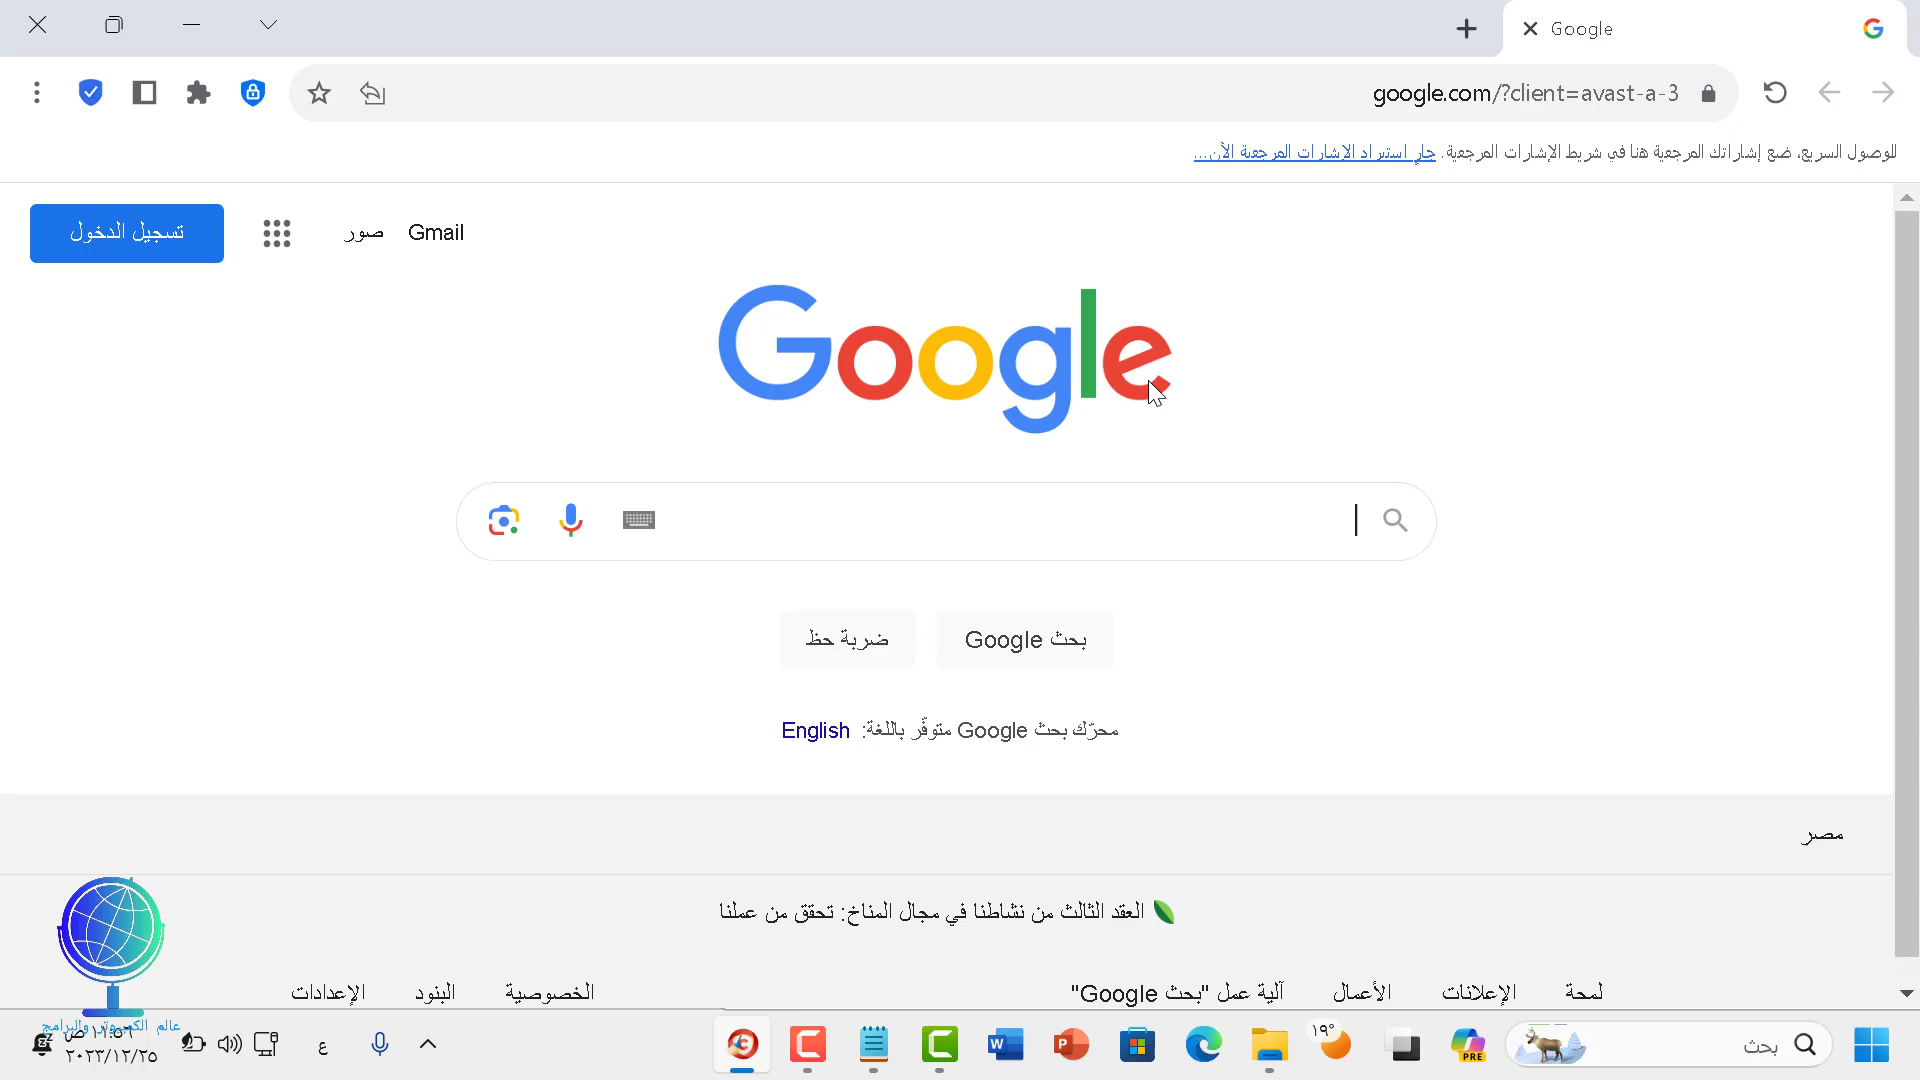 Google
google.com/?client=avast-a-3
للوصول السريع، ضع إشاراتك المرجعية هنا في شريط الإشارات المرجعية. جارٍ استيراد الإشارات المرجعية الآن...
Gmail صور تسجيل الدخول
Google
بحث Google ضربة حظ
محرّك بحث Google متوفّر باللغة: English
مصر
العقد الثالث من نشاطنا في مجال المناخ: تحقق من عملنا
لمحة الإعلانات الأعمال آلية عمل "بحث Google" الخصوصية البنود الإعدادات
عالم الكمبيوتر والبرامج
بحث PRE ١٩° W P ع ١١:٥٦ ص
٢٠٢٣/١٢/٢٥